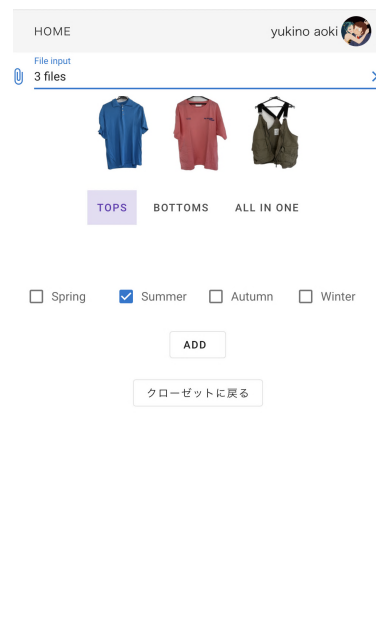 HOME
yukino aoki
File input
3 files
TOPS BOTTOMS ALL IN ONE
Spring Summer Autumn Winter
ADD
クローゼットに戻る